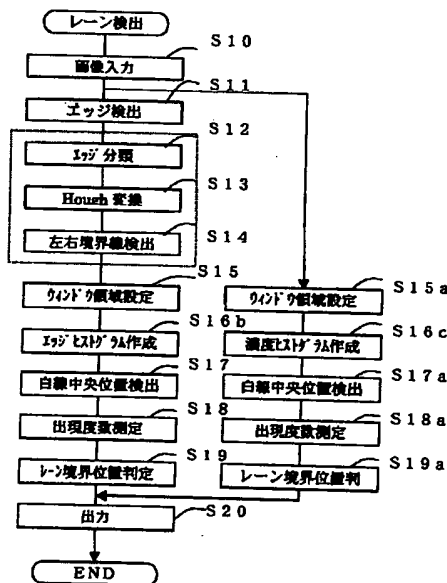 レーン検出
S10
画像入力
S11
エッジ検出
S12
エッジ分類
S13
Hough変換
S14
左右境界線検出
S15
ウィンドウ領域設定
S16b
エッジヒストグラム作成
S17
白線中央位置検出
S18
出現度数測定
S19
レーン境界位置判定
S15a
ウィンドウ領域設定
S16c
濃度ヒストグラム作成
S17a
白線中央位置検出
S18a
出現度数測定
S19a
レーン境界位置判
S20
出力
END